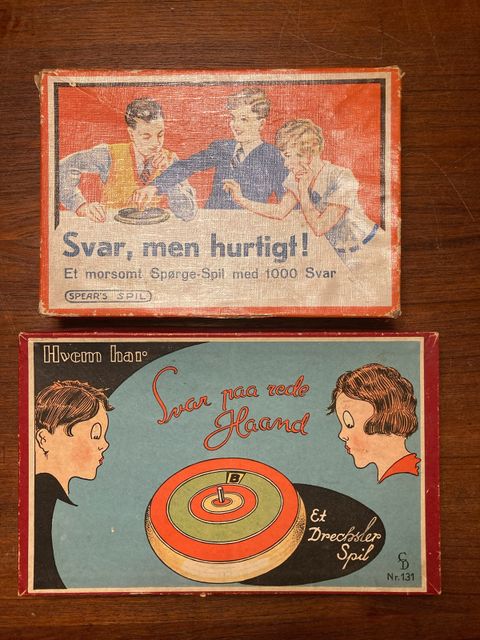 Svar, men hurtigt!
Et morsomt Spørge-Spil med 1000 Svar
SPEAR'S SPIL
Hvem har
Svar paa rede
Haand
B
Et
Drechsler
Spil
CD
Nr. 131